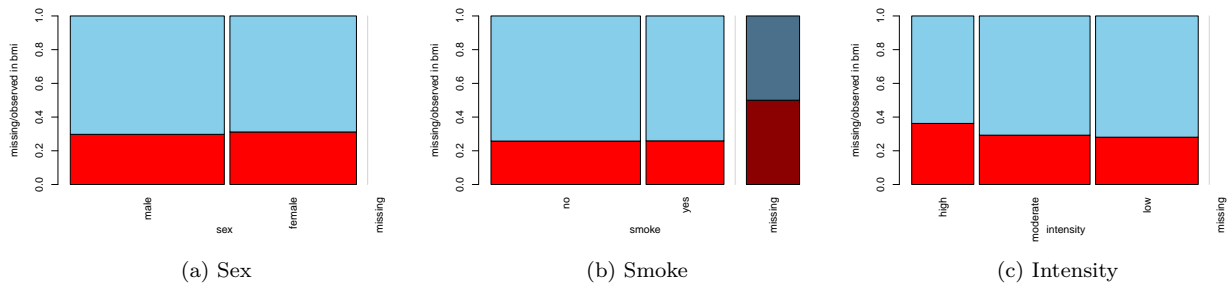 missing/observed in bmi
0.0 0.2 0.4 0.6 0.8 1.0
male female missing
sex
(a) Sex
missing/observed in bmi
0.0 0.2 0.4 0.6 0.8 1.0
no yes missing
smoke
(b) Smoke
missing/observed in bmi
0.0 0.2 0.4 0.6 0.8 1.0
high moderate low missing
intensity
(c) Intensity